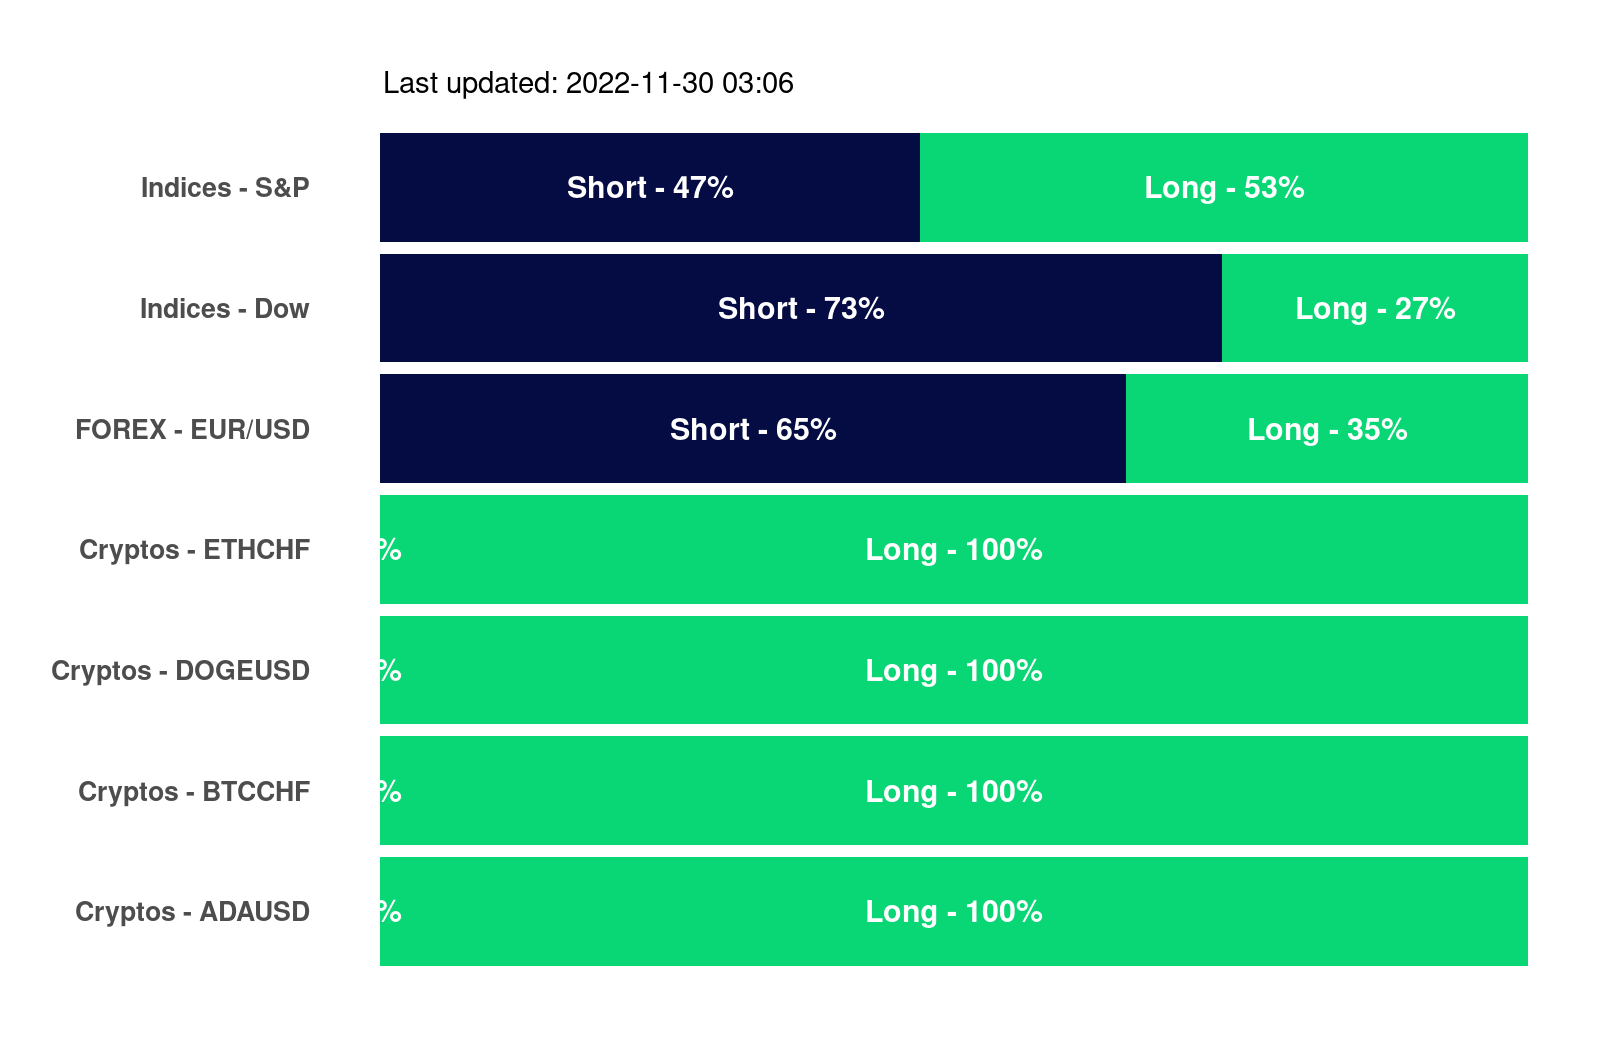 Last updated: 2022-11-30 03:06
Indices - S&P Short - 47% Long - 53%
Indices - Dow Short - 73% Long - 27%
FOREX - EUR/USD Short - 65% Long - 35%
Cryptos - ETHCHF % Long - 100%
Cryptos - DOGEUSD % Long - 100%
Cryptos - BTCCHF % Long - 100%
Cryptos - ADAUSD % Long - 100%